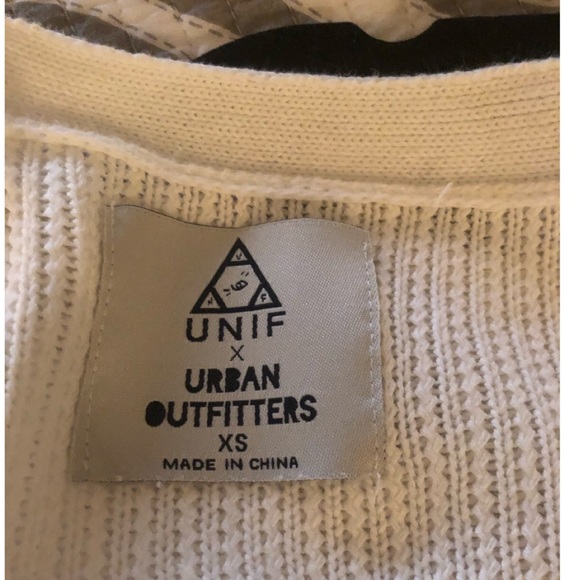 UNIF
X
URBAN
OUTFITTERS
XS
MADE IN CHINA